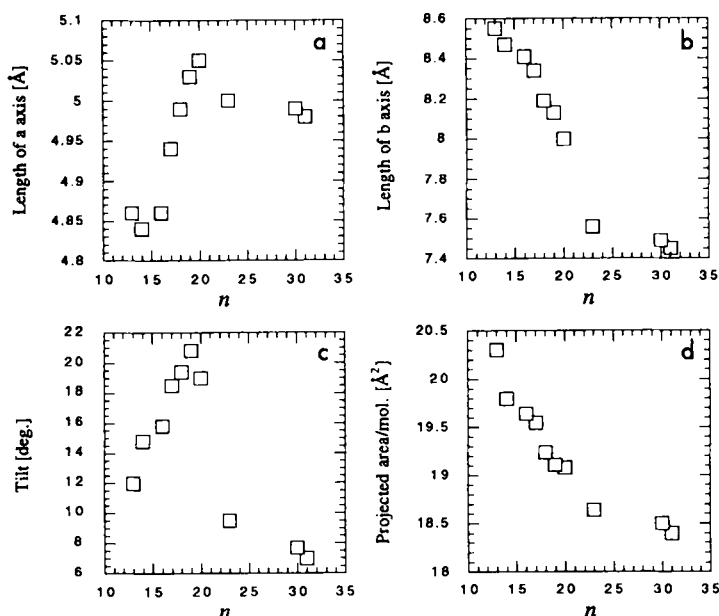 5.1
5.05
5
4.95
4.9
4.85
4.8
Length of a axis [Å]
a
10 15 20 25 30 35
n
8.6
8.4
8.2
8
7.8
7.6
7.4
Length of b axis [Å]
b
10 15 20 25 30 35
n
22
20
18
16
14
12
10
8
6
Tilt [deg.]
c
10 15 20 25 30 35
n
20.5
20
19.5
19
18.5
18
Projected area/mol. [Å²]
d
10 15 20 25 30 35
n